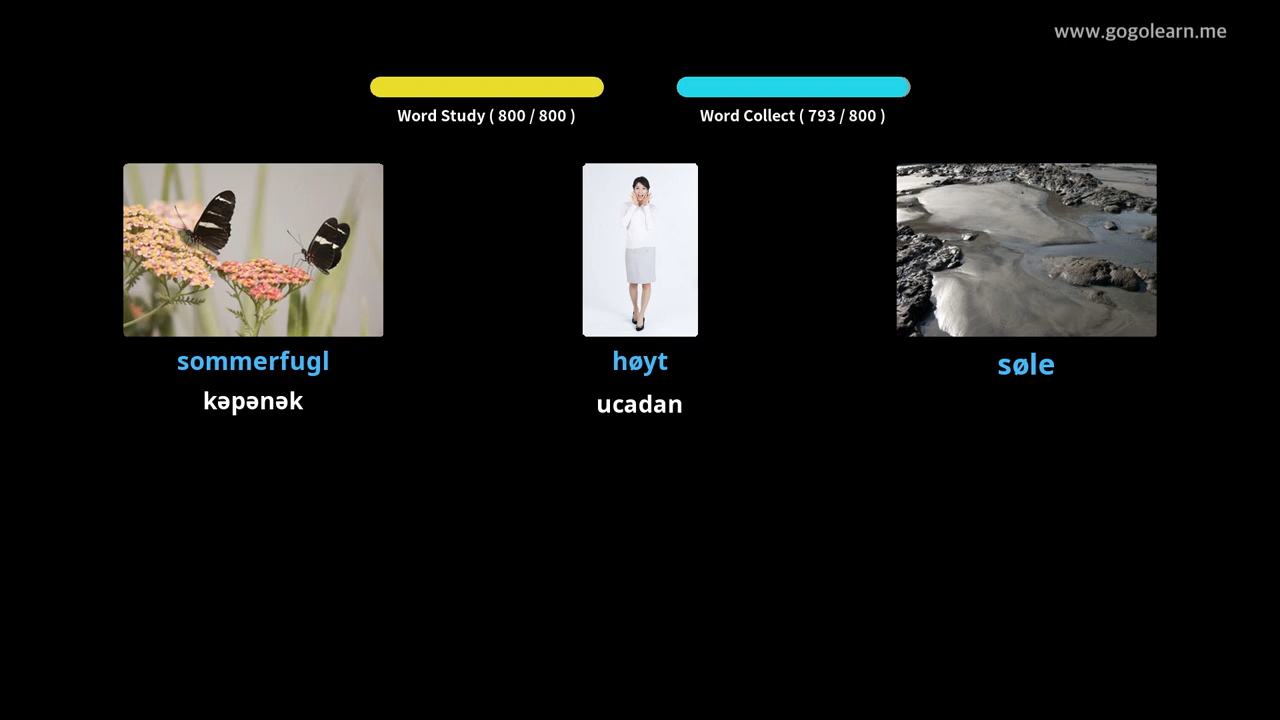 www.gogolearn.me
Word Study ( 800 / 800 )
Word Collect ( 793 / 800 )
sommerfugl
høyt
søle
kəpənək
ucadan